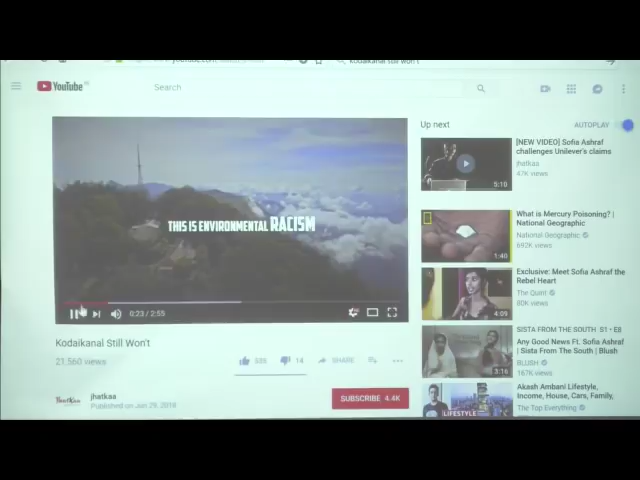 kodaikanal still won't
YouTube
Search
THIS IS ENVIRONMENTAL RACISM
0:23 / 2:55
Kodaikanal Still Won't
21,560 views
14
SHARE
jhatkaa
Published on Jun 29, 2018
SUBSCRIBE 4.4K
Up next
AUTOPLAY
[NEW VIDEO] Sofia Ashraf
challenges Unilever's claims
jhatkaa
47K views
5:10
What is Mercury Poisoning? |
National Geographic
National Geographic
692K views
1:40
Exclusive: Meet Sofia Ashraf the
Rebel Heart
The Quint
80K views
4:09
SISTA FROM THE SOUTH S1 • E8
Any Good News Ft. Sofia Ashraf
| Sista From The South | Blush
BLUSH
167K views
3:16
Akash Ambani Lifestyle,
Income, House, Cars, Family,
The Top Everything
LIFESTYLE